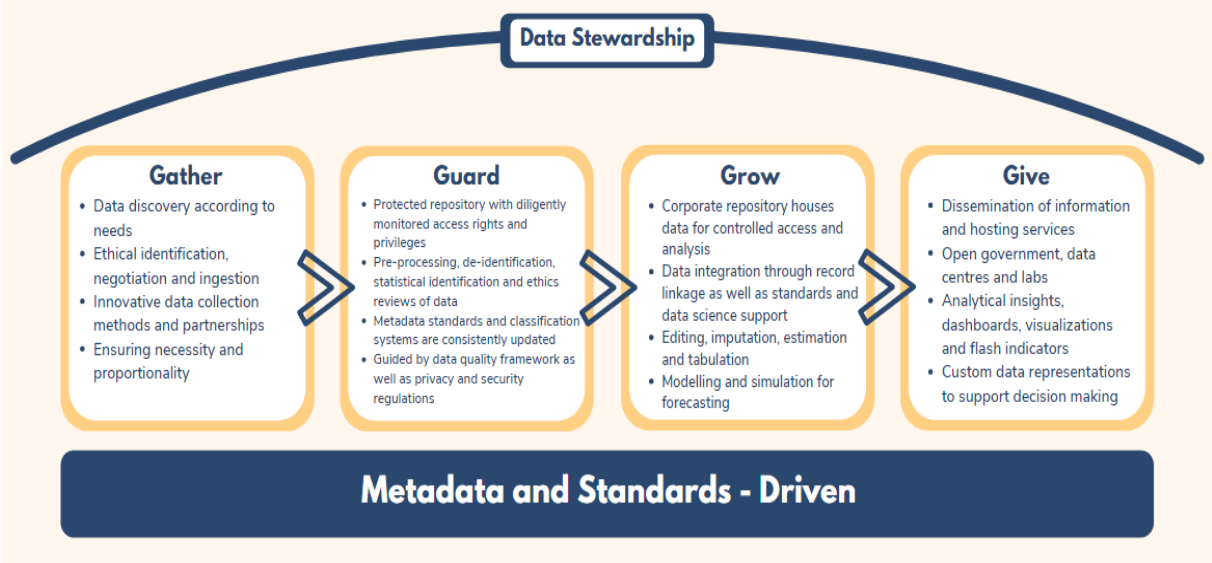 Data Stewardship
Gather
• Data discovery according to
needs
• Ethical identification,
negotiation and ingestion
• Innovative data collection
methods and partnerships
• Ensuring necessity and
proportionality
Guard
• Protected repository with diligently
monitored access rights and
privileges
• Pre-processing, de-identification,
statistical identification and ethics
reviews of data
• Metadata standards and classification
systems are consistently updated
• Guided by data quality framework as
well as privacy and security
regulations
Grow
• Corporate repository houses
data for controlled access and
analysis
• Data integration through record
linkage as well as standards and
data science support
• Editing, imputation, estimation
and tabulation
• Modelling and simulation for
forecasting
Give
• Dissemination of information
and hosting services
• Open government, data
centres and labs
• Analytical insights,
dashboards, visualizations
and flash indicators
• Custom data representations
to support decision making
Metadata and Standards - Driven